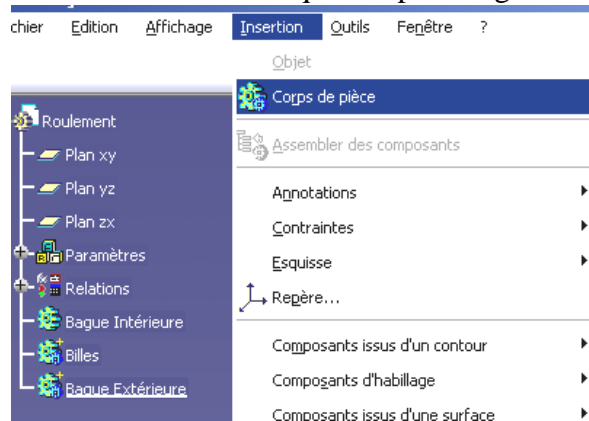 chier Edition Affichage Insertion Outils Fenêtre ?
Objet
Corps de pièce
Roulement
Assembler des composants
Plan xy
Plan yz
Annotations
Plan zx
Contraintes
Paramètres
Esquisse
Relations
Repère...
Bague Intérieure
Composants issus d'un contour
Billes
Composants d'habillage
Bague Extérieure
Composants issus d'une surface